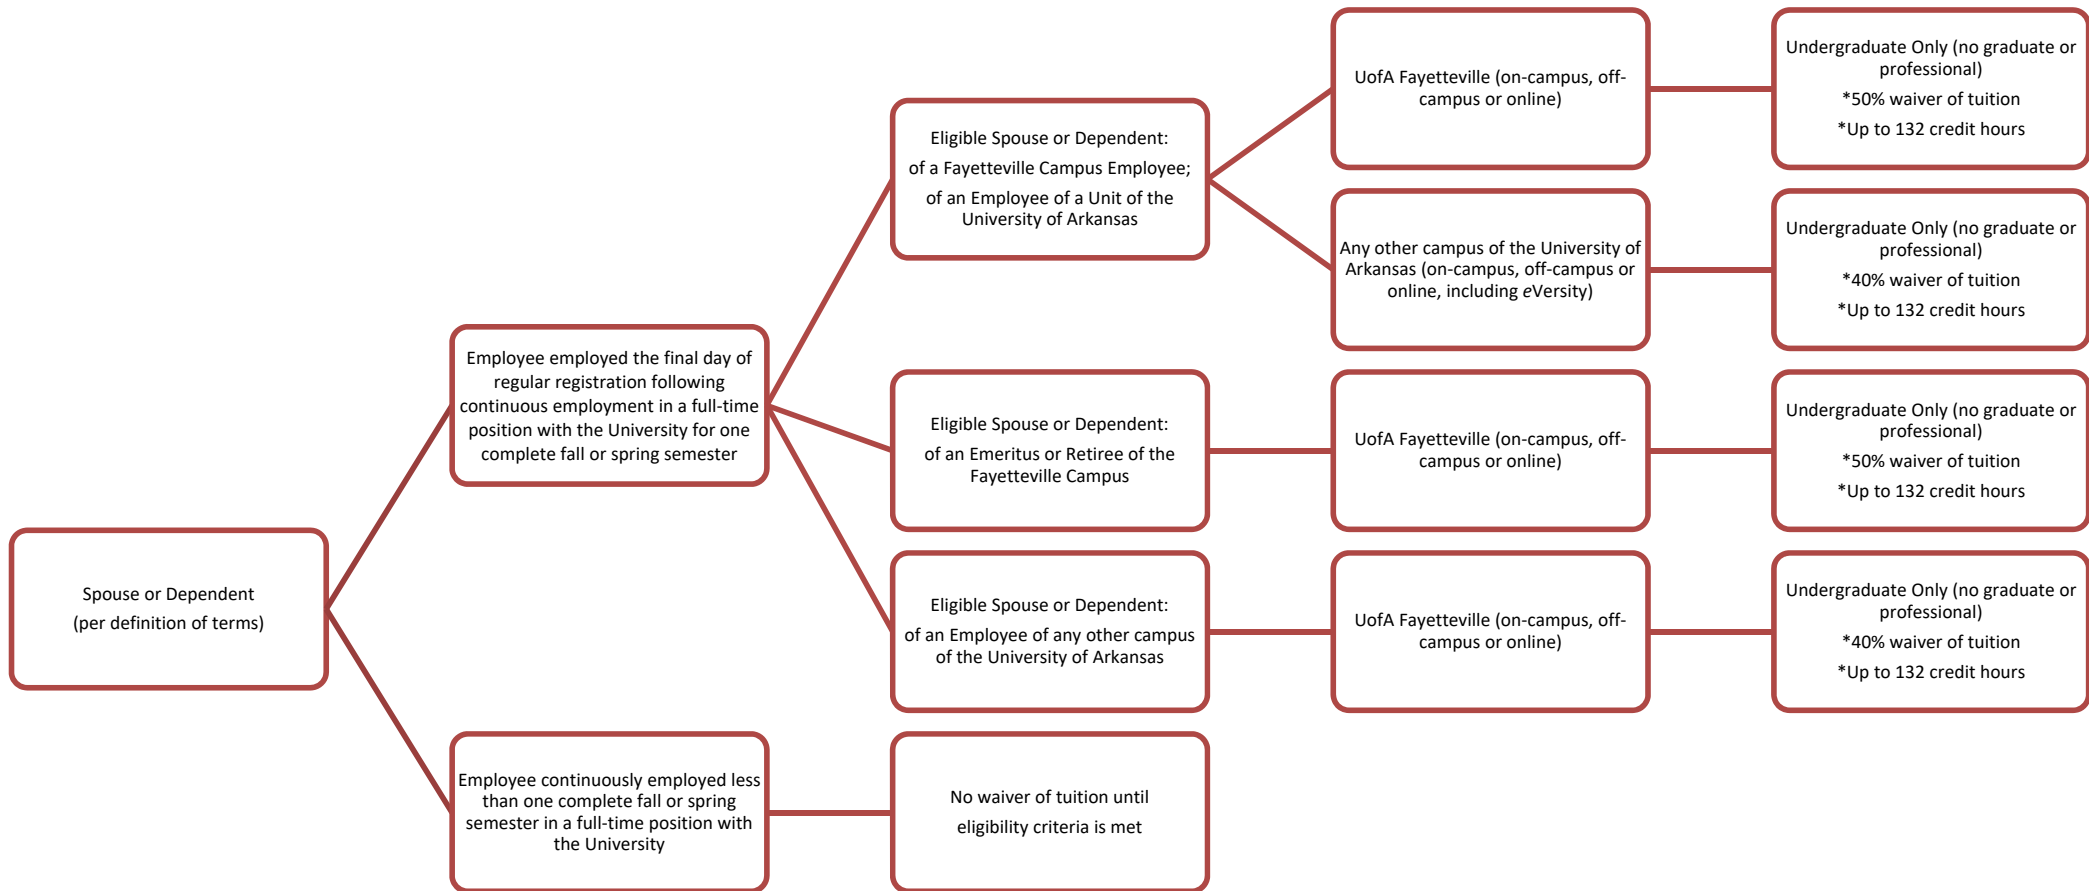 Spouse or Dependent
(per definition of terms)
Employee employed the final day of
regular registration following
continuous employment in a full-time
position with the University for one
complete fall or spring semester
Eligible Spouse or Dependent:
of a Fayetteville Campus Employee;
of an Employee of a Unit of the
University of Arkansas
UofA Fayetteville (on-campus, off-
campus or online)
Undergraduate Only (no graduate or
professional)
*50% waiver of tuition
*Up to 132 credit hours
Any other campus of the University of
Arkansas (on-campus, off-campus or
online, including eVersity)
Undergraduate Only (no graduate or
professional)
*40% waiver of tuition
*Up to 132 credit hours
Eligible Spouse or Dependent:
of an Emeritus or Retiree of the
Fayetteville Campus
UofA Fayetteville (on-campus, off-
campus or online)
Undergraduate Only (no graduate or
professional)
*50% waiver of tuition
*Up to 132 credit hours
Eligible Spouse or Dependent:
of an Employee of any other campus
of the University of Arkansas
UofA Fayetteville (on-campus, off-
campus or online)
Undergraduate Only (no graduate or
professional)
*40% waiver of tuition
*Up to 132 credit hours
Employee continuously employed less
than one complete fall or spring
semester in a full-time position with
the University
No waiver of tuition until
eligibility criteria is met